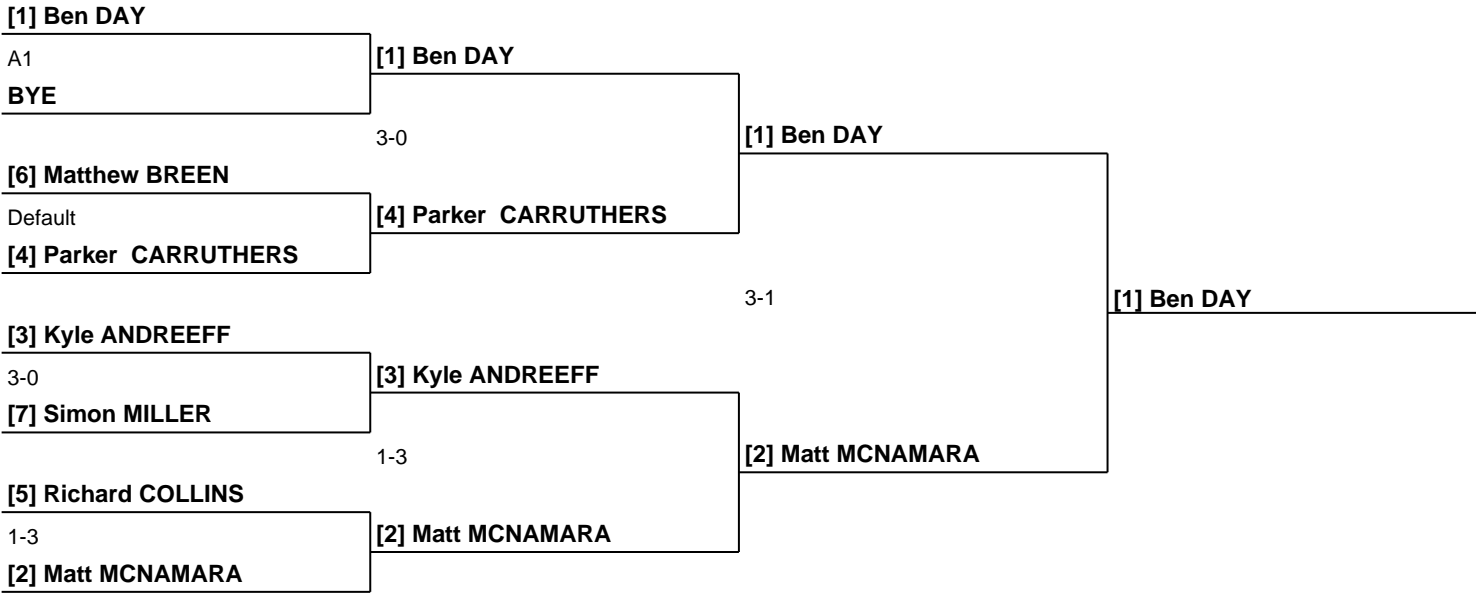 [1] Ben DAY
A1
BYE
[1] Ben DAY
3-0
[6] Matthew BREEN
Default
[4] Parker  CARRUTHERS
[4] Parker  CARRUTHERS
[1] Ben DAY
3-1
[1] Ben DAY
[3] Kyle ANDREEFF
3-0
[7] Simon MILLER
[3] Kyle ANDREEFF
1-3
[5] Richard COLLINS
1-3
[2] Matt MCNAMARA
[2] Matt MCNAMARA
[2] Matt MCNAMARA